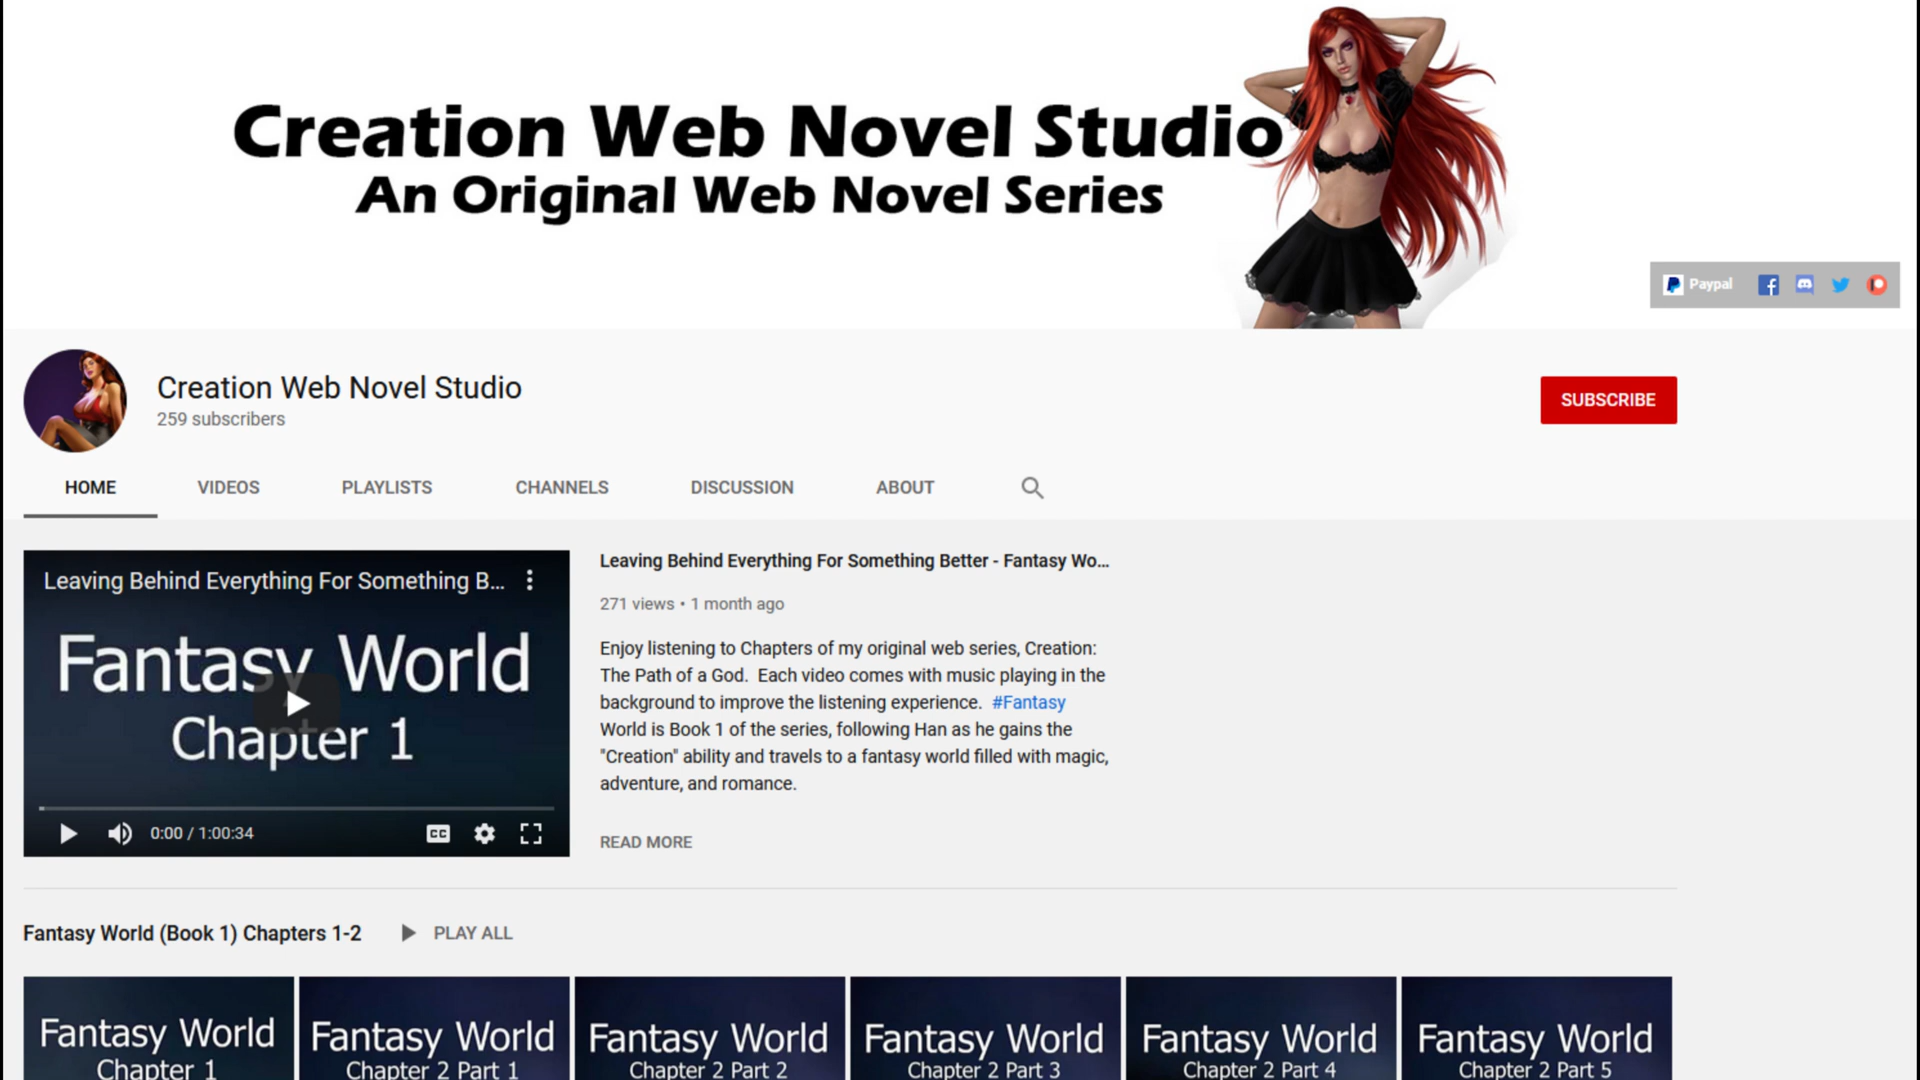 Creation Web Novel Studio
An Original Web Novel Series
Paypal
Creation Web Novel Studio
259 subscribers
SUBSCRIBE
HOME VIDEOS PLAYLISTS CHANNELS DISCUSSION ABOUT
Leaving Behind Everything For Something B...
Fantasy World
Chapter 1
0:00 / 1:00:34
CC
Leaving Behind Everything For Something Better - Fantasy Wo...
271 views • 1 month ago
Enjoy listening to Chapters of my original web series, Creation:
The Path of a God.  Each video comes with music playing in the
background to improve the listening experience.  #Fantasy
World is Book 1 of the series, following Han as he gains the
"Creation" ability and travels to a fantasy world filled with magic,
adventure, and romance.
READ MORE
Fantasy World (Book 1) Chapters 1-2 PLAY ALL
Fantasy World
Chapter 1
Fantasy World
Chapter 2 Part 1
Fantasy World
Chapter 2 Part 2
Fantasy World
Chapter 2 Part 3
Fantasy World
Chapter 2 Part 4
Fantasy World
Chapter 2 Part 5